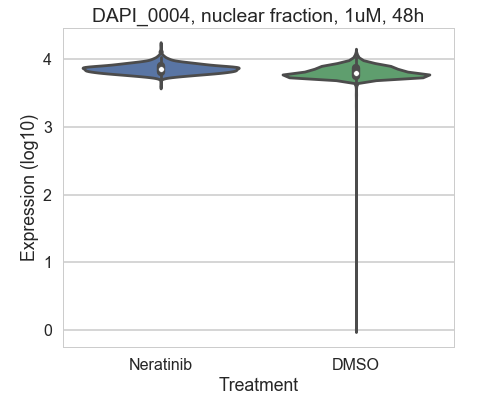 DAPI_0004, nuclear fraction, 1uM, 48h
Expression (log10)
4
3
2
1
0
Neratinib
DMSO
Treatment